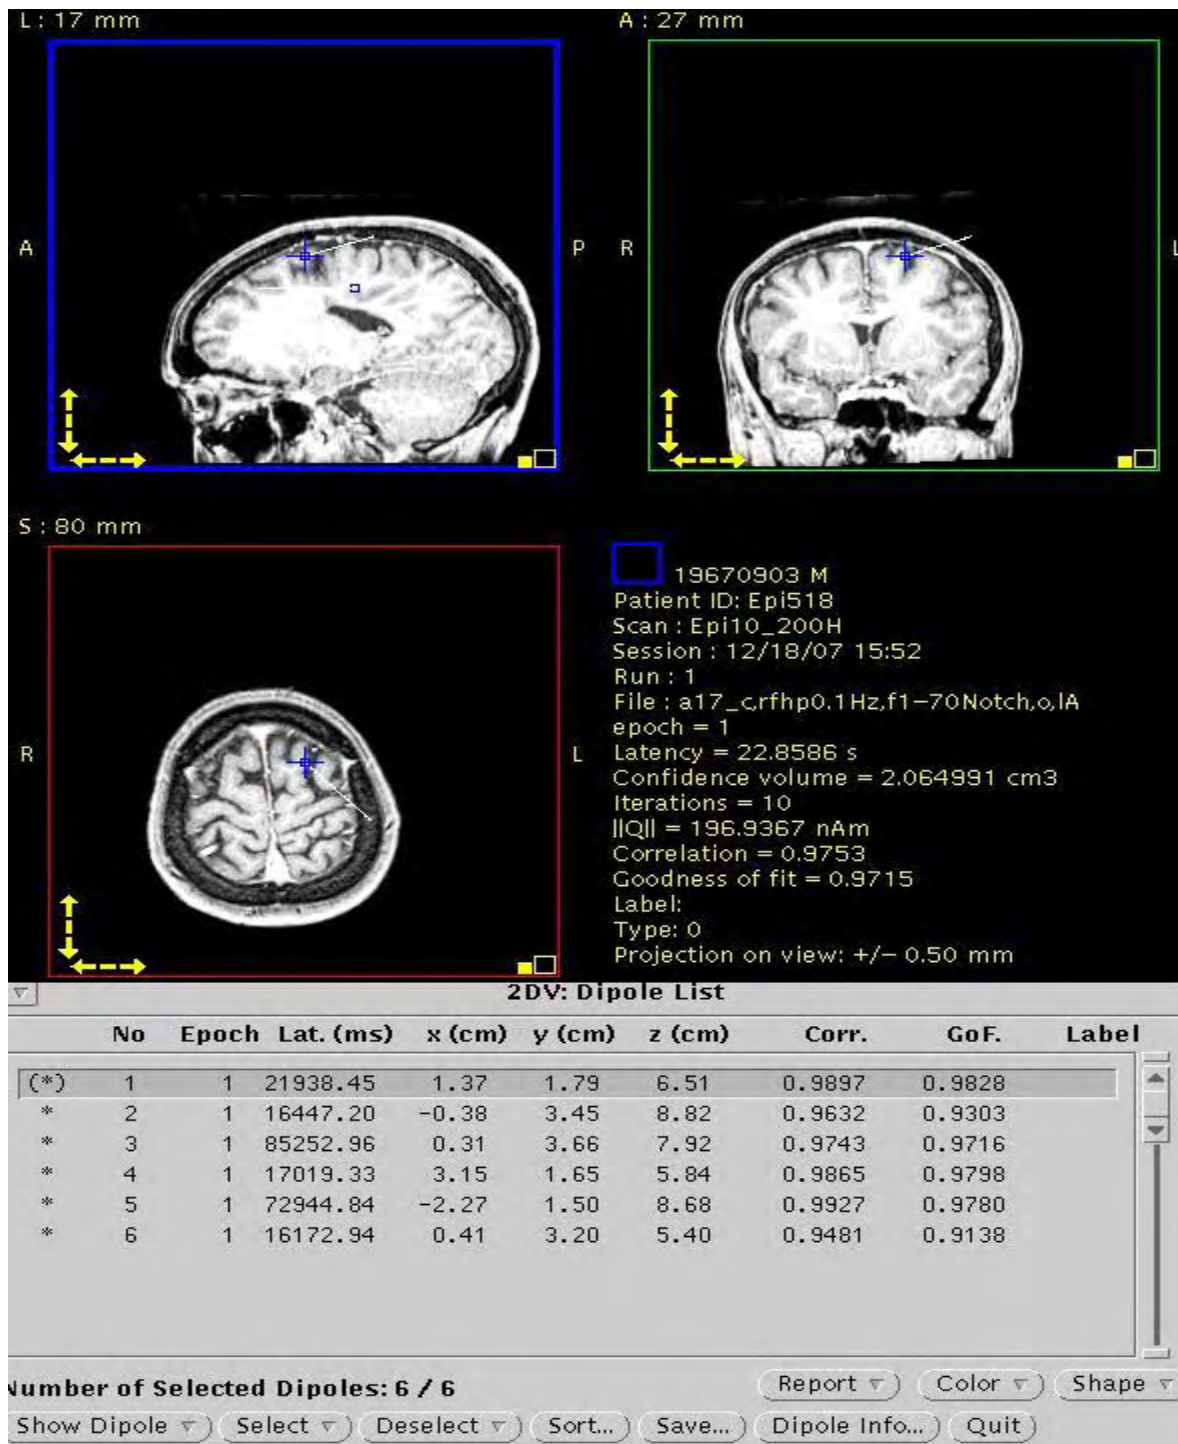 L : 17 mm
A : 27 mm
A
P
R
L
S : 80 mm
R
L
19670903 M
Patient ID: Epi518
Scan : Epi10_200H
Session : 12/18/07 15:52
Run : 1
File : a17_c,rfhp0.1Hz,f1-70Notch,o,lA
epoch = 1
Latency = 22.8586 s
Confidence volume = 2.064991 cm3
Iterations = 10
||Q|| = 196.9367 nAm
Correlation = 0.9753
Goodness of fit = 0.9715
Label:
Type: 0
Projection on view: +/- 0.50 mm
2DV: Dipole List
No Epoch Lat. (ms) x (cm) y (cm) z (cm) Corr. GoF. Label
(*) 1 1 21938.45 1.37 1.79 6.51 0.9897 0.9828
* 2 1 16447.20 -0.38 3.45 8.82 0.9632 0.9303
* 3 1 85252.96 0.31 3.66 7.92 0.9743 0.9716
* 4 1 17019.33 3.15 1.65 5.84 0.9865 0.9798
* 5 1 72944.84 -2.27 1.50 8.68 0.9927 0.9780
* 6 1 16172.94 0.41 3.20 5.40 0.9481 0.9138
Number of Selected Dipoles: 6 / 6
Report Color Shape
Show Dipole Select Deselect Sort... Save... Dipole Info... Quit